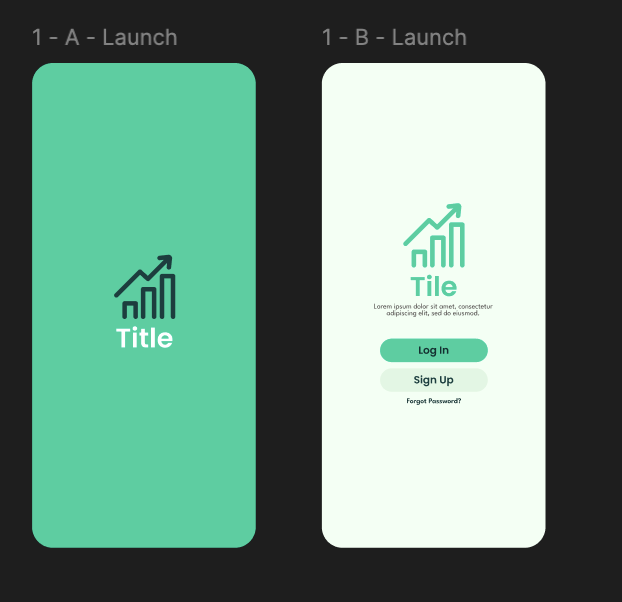 1 - A - Launch
1 - B - Launch
Title
Tile
Lorem ipsum dolor sit amet, consectetur
adipiscing elit, sed do eiusmod.
Log In
Sign Up
Forgot Password?